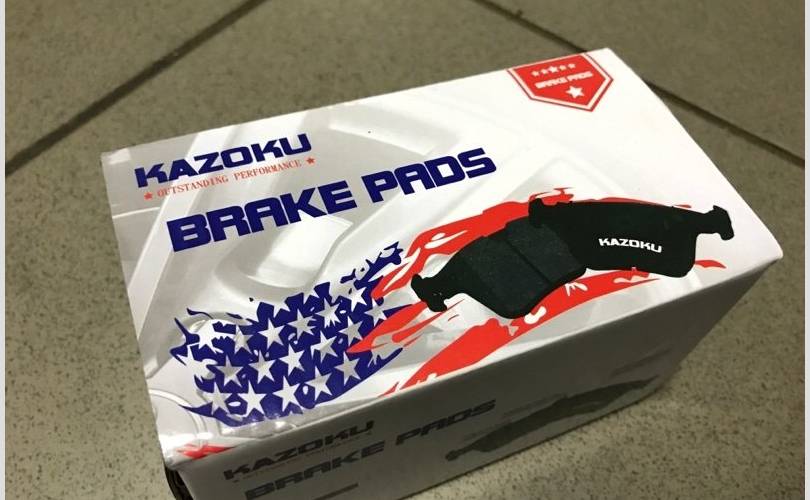 BRAKE PADS
KAZOKU
★ OUTSTANDING PERFORMANCE ★
BRAKE PADS
KAZOKU
KAZOKU
BRAKE PADS